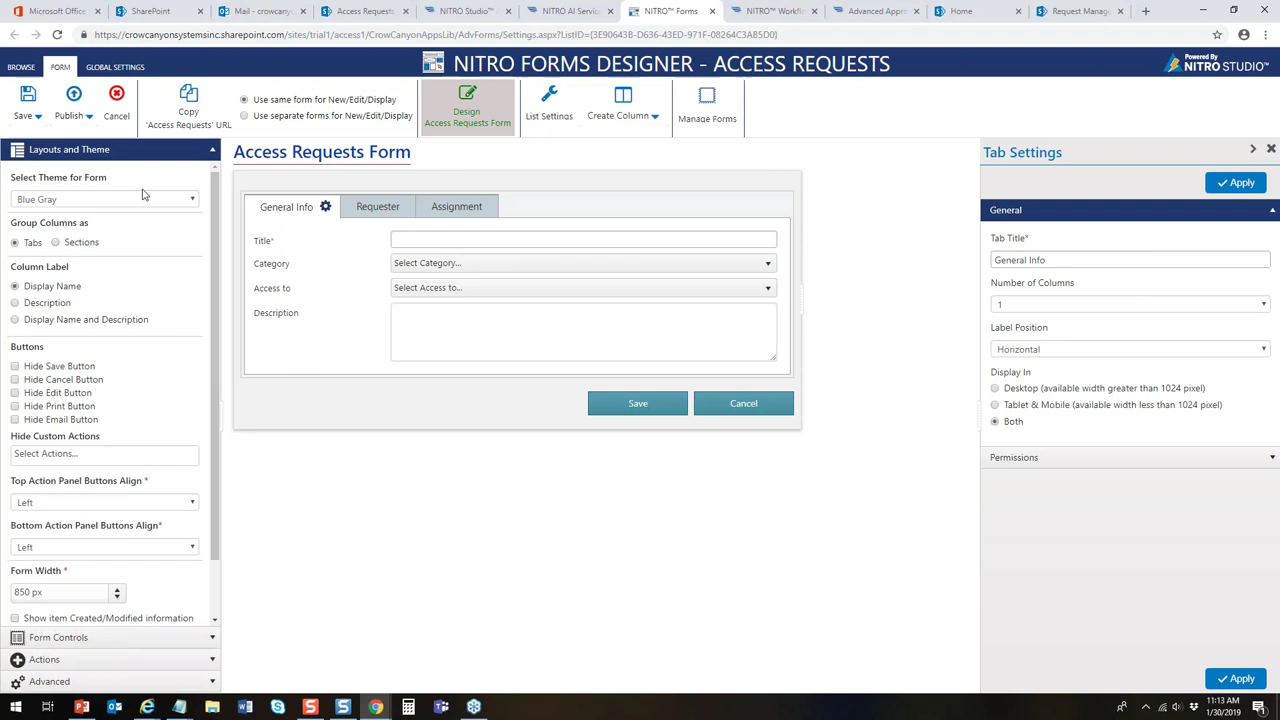 Microsoft Office
SharePoint
Mail - crowcany
Access Requests
NITRO Studio™
NITRO AI Service
NITRO™ Forms
NITRO™ Workfl
Advanced Appro
Home
Request Manag
https://crowcanyonsystemsinc.sharepoint.com/sites/trial1/access1/CrowCanyonAppsLib/AdvForms/Settings.aspx?ListID={3E90643B-D636-43ED-971F-08264C3AB5D0}
BROWSE
FORM
GLOBAL SETTINGS
NITRO FORMS DESIGNER - ACCESS REQUESTS
Powered By
NITRO STUDIO™
Save
Publish
Cancel
Copy
'Access Requests' URL
Use same form for New/Edit/Display
Use separate forms for New/Edit/Display
Design
Access Requests Form
List Settings
Create Column
Manage Forms
Layouts and Theme
Select Theme for Form
Blue Gray
Group Columns as
Tabs
Sections
Column Label
Display Name
Description
Display Name and Description
Buttons
Hide Save Button
Hide Cancel Button
Hide Edit Button
Hide Print Button
Hide Email Button
Hide Custom Actions
Select Actions...
Top Action Panel Buttons Align *
Left
Bottom Action Panel Buttons Align*
Left
Form Width *
850 px
Show item Created/Modified information
Form Controls
Actions
Advanced
Access Requests Form
General Info
Requester
Assignment
Title*
Category
Select Category...
Access to
Select Access to...
Description
Save
Cancel
Tab Settings
Apply
General
Tab Title*
General Info
Number of Columns
1
Label Position
Horizontal
Display In
Desktop (available width greater than 1024 pixel)
Tablet & Mobile (available width less than 1024 pixel)
Both
Permissions
Apply
11:13 AM
1/30/2019